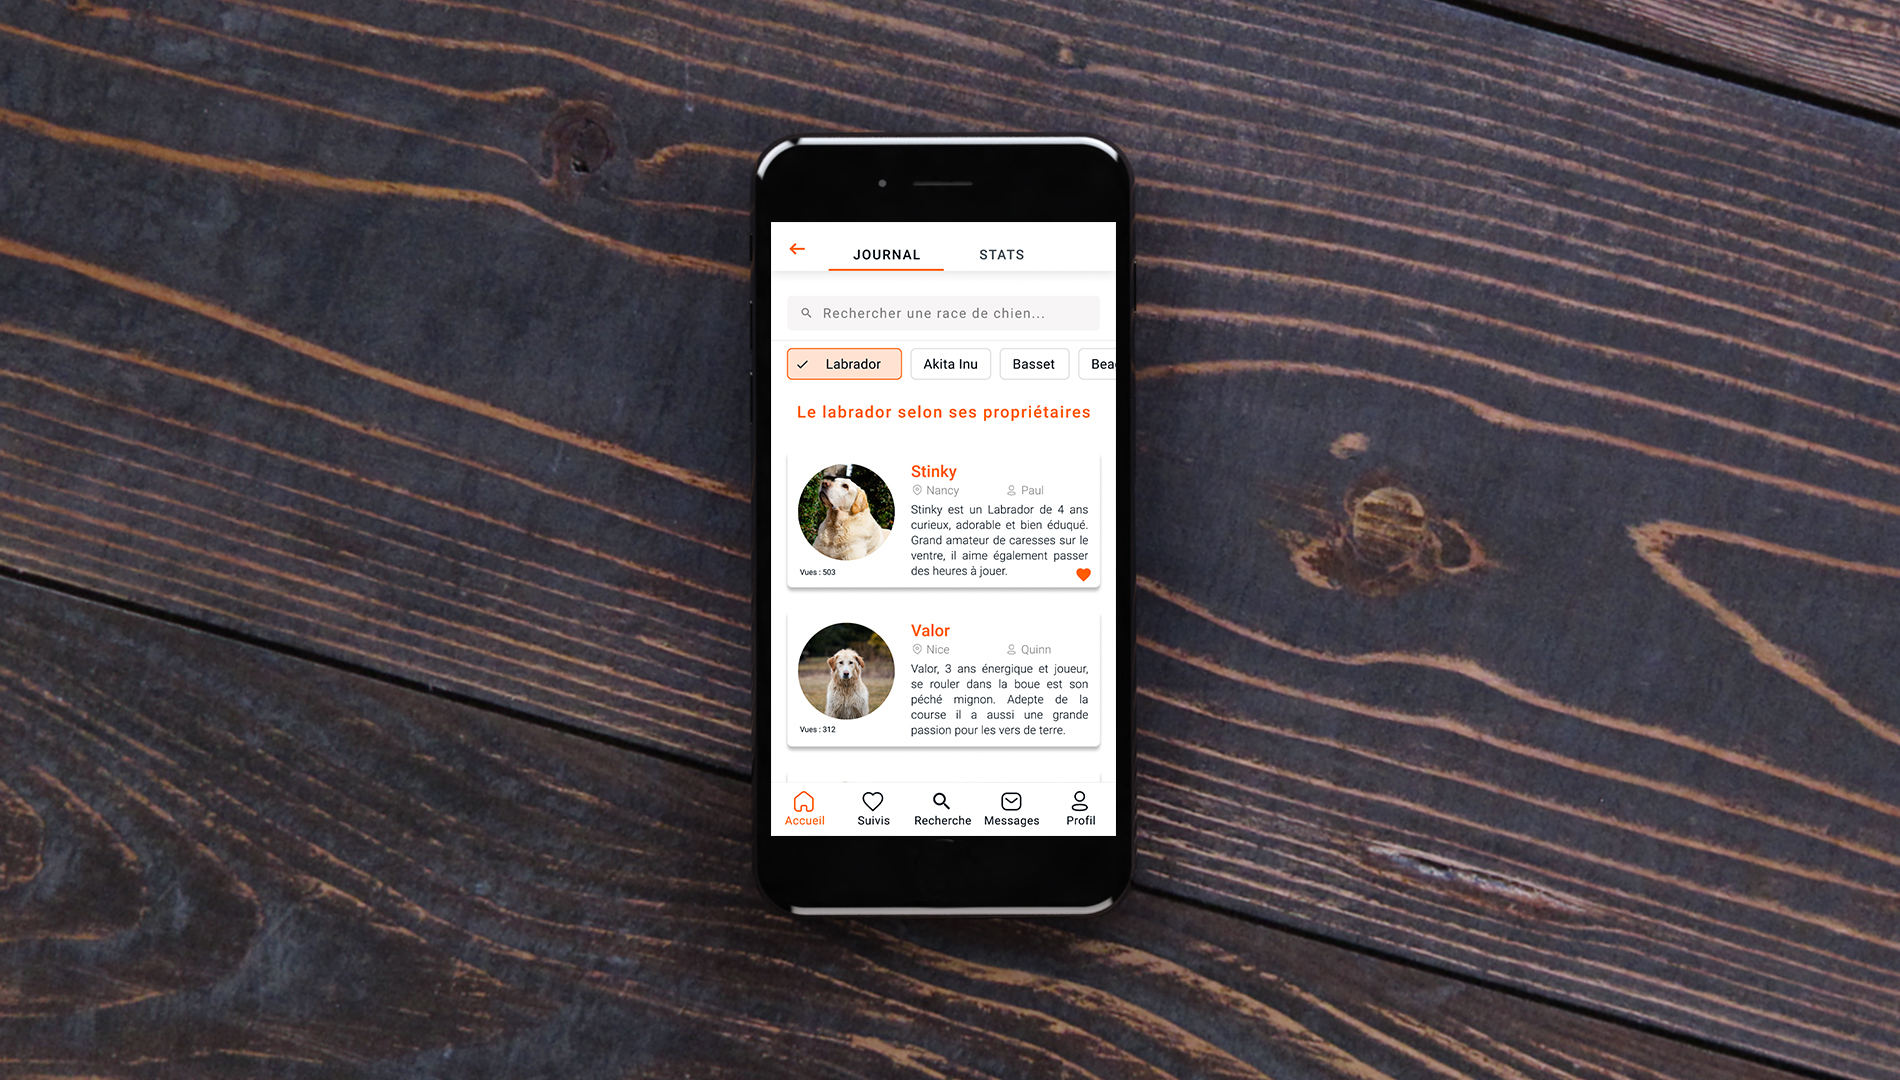 JOURNAL STATS
Rechercher une race de chien...
Labrador Akita Inu Basset Bea
Le labrador selon ses propriétaires
Stinky
Nancy Paul
Stinky est un Labrador de 4 ans
curieux, adorable et bien éduqué.
Grand amateur de caresses sur le
ventre, il aime également passer
des heures à jouer.
Vues : 503
Valor
Nice Quinn
Valor, 3 ans énergique et joueur,
se rouler dans la boue est son
péché mignon. Adepte de la
course il a aussi une grande
passion pour les vers de terre.
Vues : 312
Accueil Suivis Recherche Messages Profil